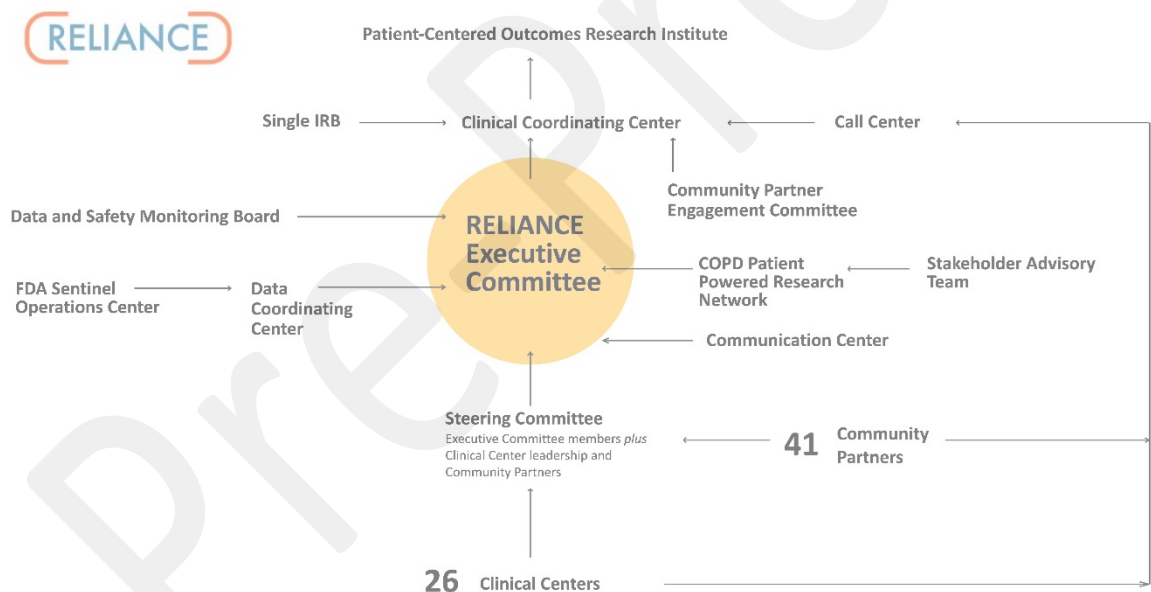 RELIANCE
Patient-Centered Outcomes Research Institute
Single IRB
Clinical Coordinating Center
Call Center
Community Partner
Engagement Committee
Data and Safety Monitoring Board
RELIANCE
Executive
Committee
COPD Patient
Powered Research
Network
Stakeholder Advisory
Team
FDA Sentinel
Operations Center
Data
Coordinating
Center
Communication Center
Steering Committee
Executive Committee members plus
Clinical Center leadership and
Community Partners
41 Community
Partners
26 Clinical Centers
Pre-Pro